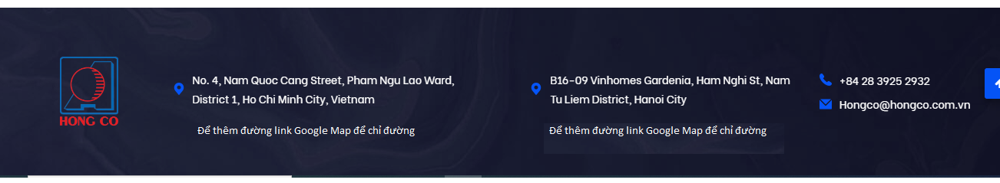 HONG CO
No. 4, Nam Quoc Cang Street, Pham Ngu Lao Ward,
District 1, Ho Chi Minh City, Vietnam
Để thêm đường link Google Map để chỉ đường
B16-09 Vinhomes Gardenia, Ham Nghi St, Nam
Tu Liem District, Hanoi City
Để thêm đường link Google Map để chỉ đường
+84 28 3925 2932
Hongco@hongco.com.vn